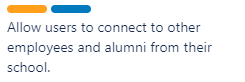 Allow users to connect to other
employees and alumni from their
school.